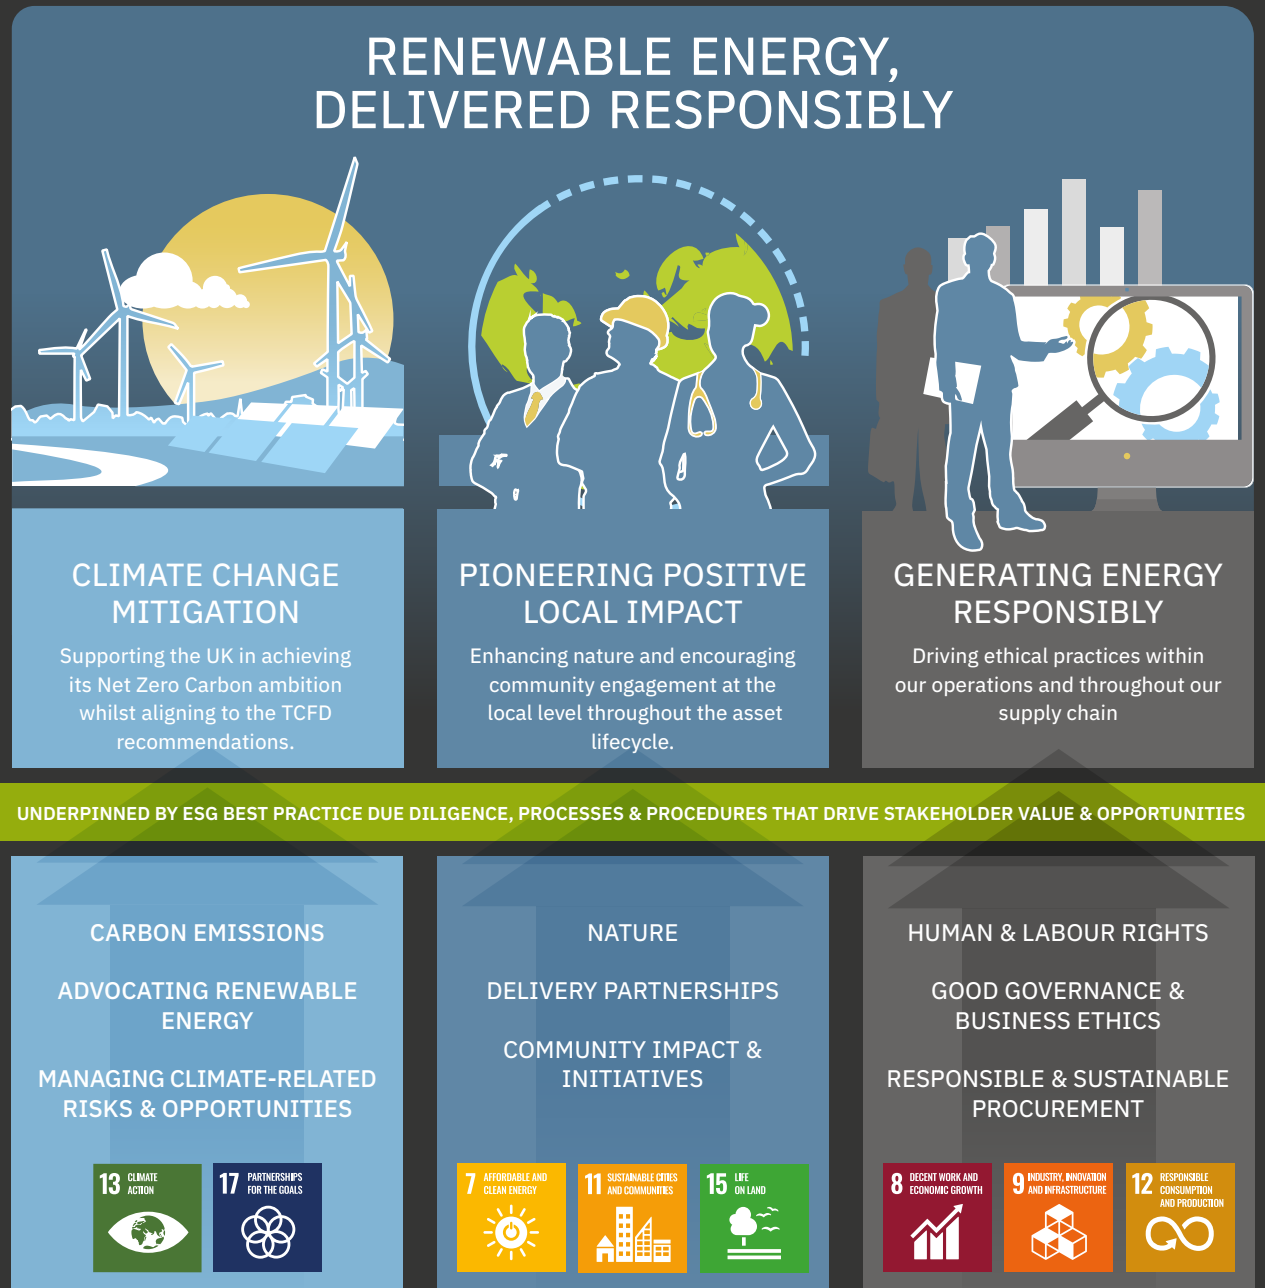 RENEWABLE ENERGY,
DELIVERED RESPONSIBLY
CLIMATE CHANGE
MITIGATION
Supporting the UK in achieving
its Net Zero Carbon ambition
whilst aligning to the TCFD
recommendations.
PIONEERING POSITIVE
LOCAL IMPACT
Enhancing nature and encouraging
community engagement at the
local level throughout the asset
lifecycle.
GENERATING ENERGY
RESPONSIBLY
Driving ethical practices within
our operations and throughout our
supply chain
UNDERPINNED BY ESG BEST PRACTICE DUE DILIGENCE, PROCESSES & PROCEDURES THAT DRIVE STAKEHOLDER VALUE & OPPORTUNITIES
CARBON EMISSIONS
ADVOCATING RENEWABLE
ENERGY
MANAGING CLIMATE-RELATED
RISKS & OPPORTUNITIES
13 CLIMATE
ACTION
17 PARTNERSHIPS
FOR THE GOALS
NATURE
DELIVERY PARTNERSHIPS
COMMUNITY IMPACT &
INITIATIVES
7 AFFORDABLE AND
CLEAN ENERGY
11 SUSTAINABLE CITIES
AND COMMUNITIES
15 LIFE
ON LAND
HUMAN & LABOUR RIGHTS
GOOD GOVERNANCE &
BUSINESS ETHICS
RESPONSIBLE & SUSTAINABLE
PROCUREMENT
8 DECENT WORK AND
ECONOMIC GROWTH
9 INDUSTRY, INNOVATION
AND INFRASTRUCTURE
12 RESPONSIBLE
CONSUMPTION
AND PRODUCTION